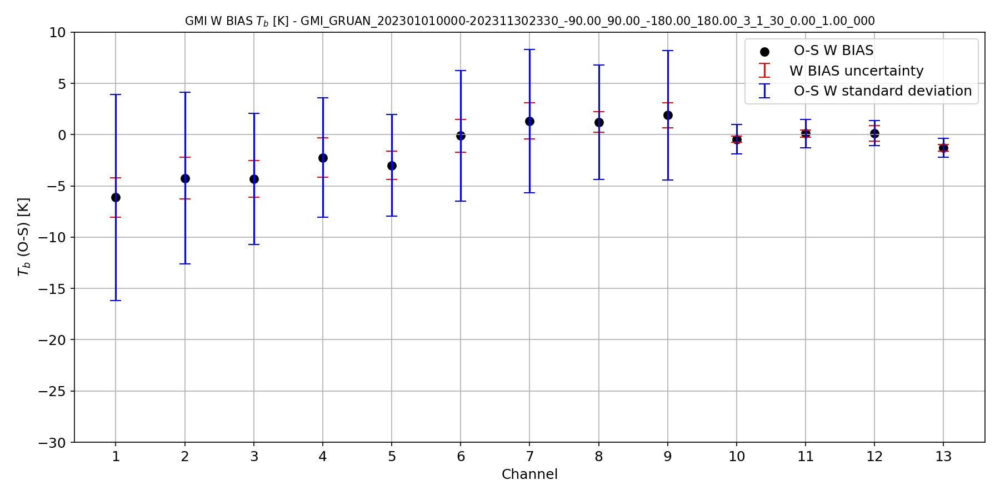 GMI W BIAS T_b [K] - GMI_GRUAN_202301010000-202311302330_-90.00_90.00_-180.00_180.00_3_1_30_0.00_1.00_000
10
5
0
−5
−10
−15
−20
−25
−30
T_b (O-S) [K]
O-S W BIAS
W BIAS uncertainty
O-S W standard deviation
1 2 3 4 5 6 7 8 9 10 11 12 13
Channel